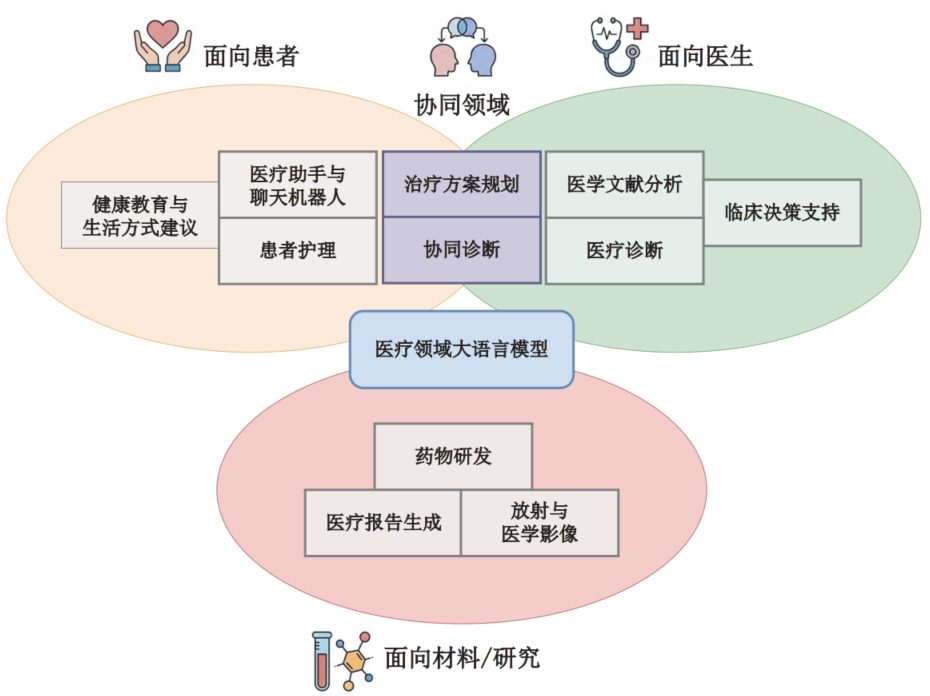 面向患者
协同领域
面向医生
健康教育与
生活方式建议
医疗助手与
聊天机器人
患者护理
治疗方案规划
协同诊断
医学文献分析
医疗诊断
临床决策支持
医疗领域大语言模型
药物研发
医疗报告生成
放射与
医学影像
面向材料/研究